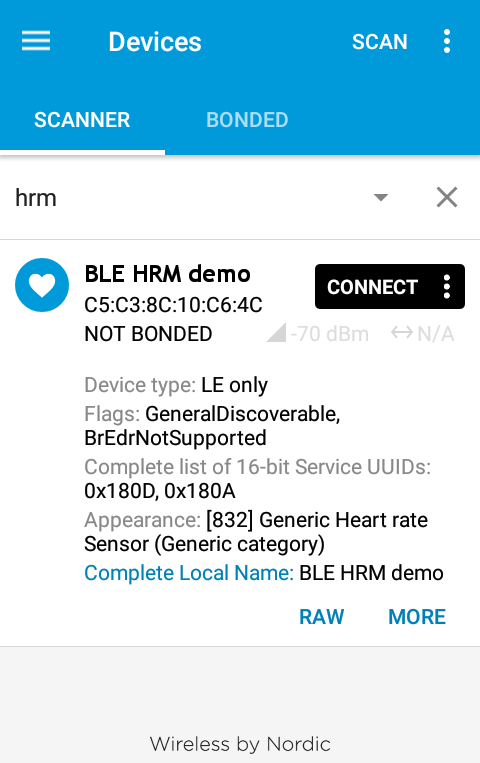 Devices SCAN
SCANNER BONDED
hrm
BLE HRM demo
CONNECT
C5:C3:8C:10:C6:4C
NOT BONDED -70 dBm N/A
Device type: LE only
Flags: GeneralDiscoverable,
BrEdrNotSupported
Complete list of 16-bit Service UUIDs:
0x180D, 0x180A
Appearance: [832] Generic Heart rate
Sensor (Generic category)
Complete Local Name: BLE HRM demo
RAW MORE
Wireless by Nordic